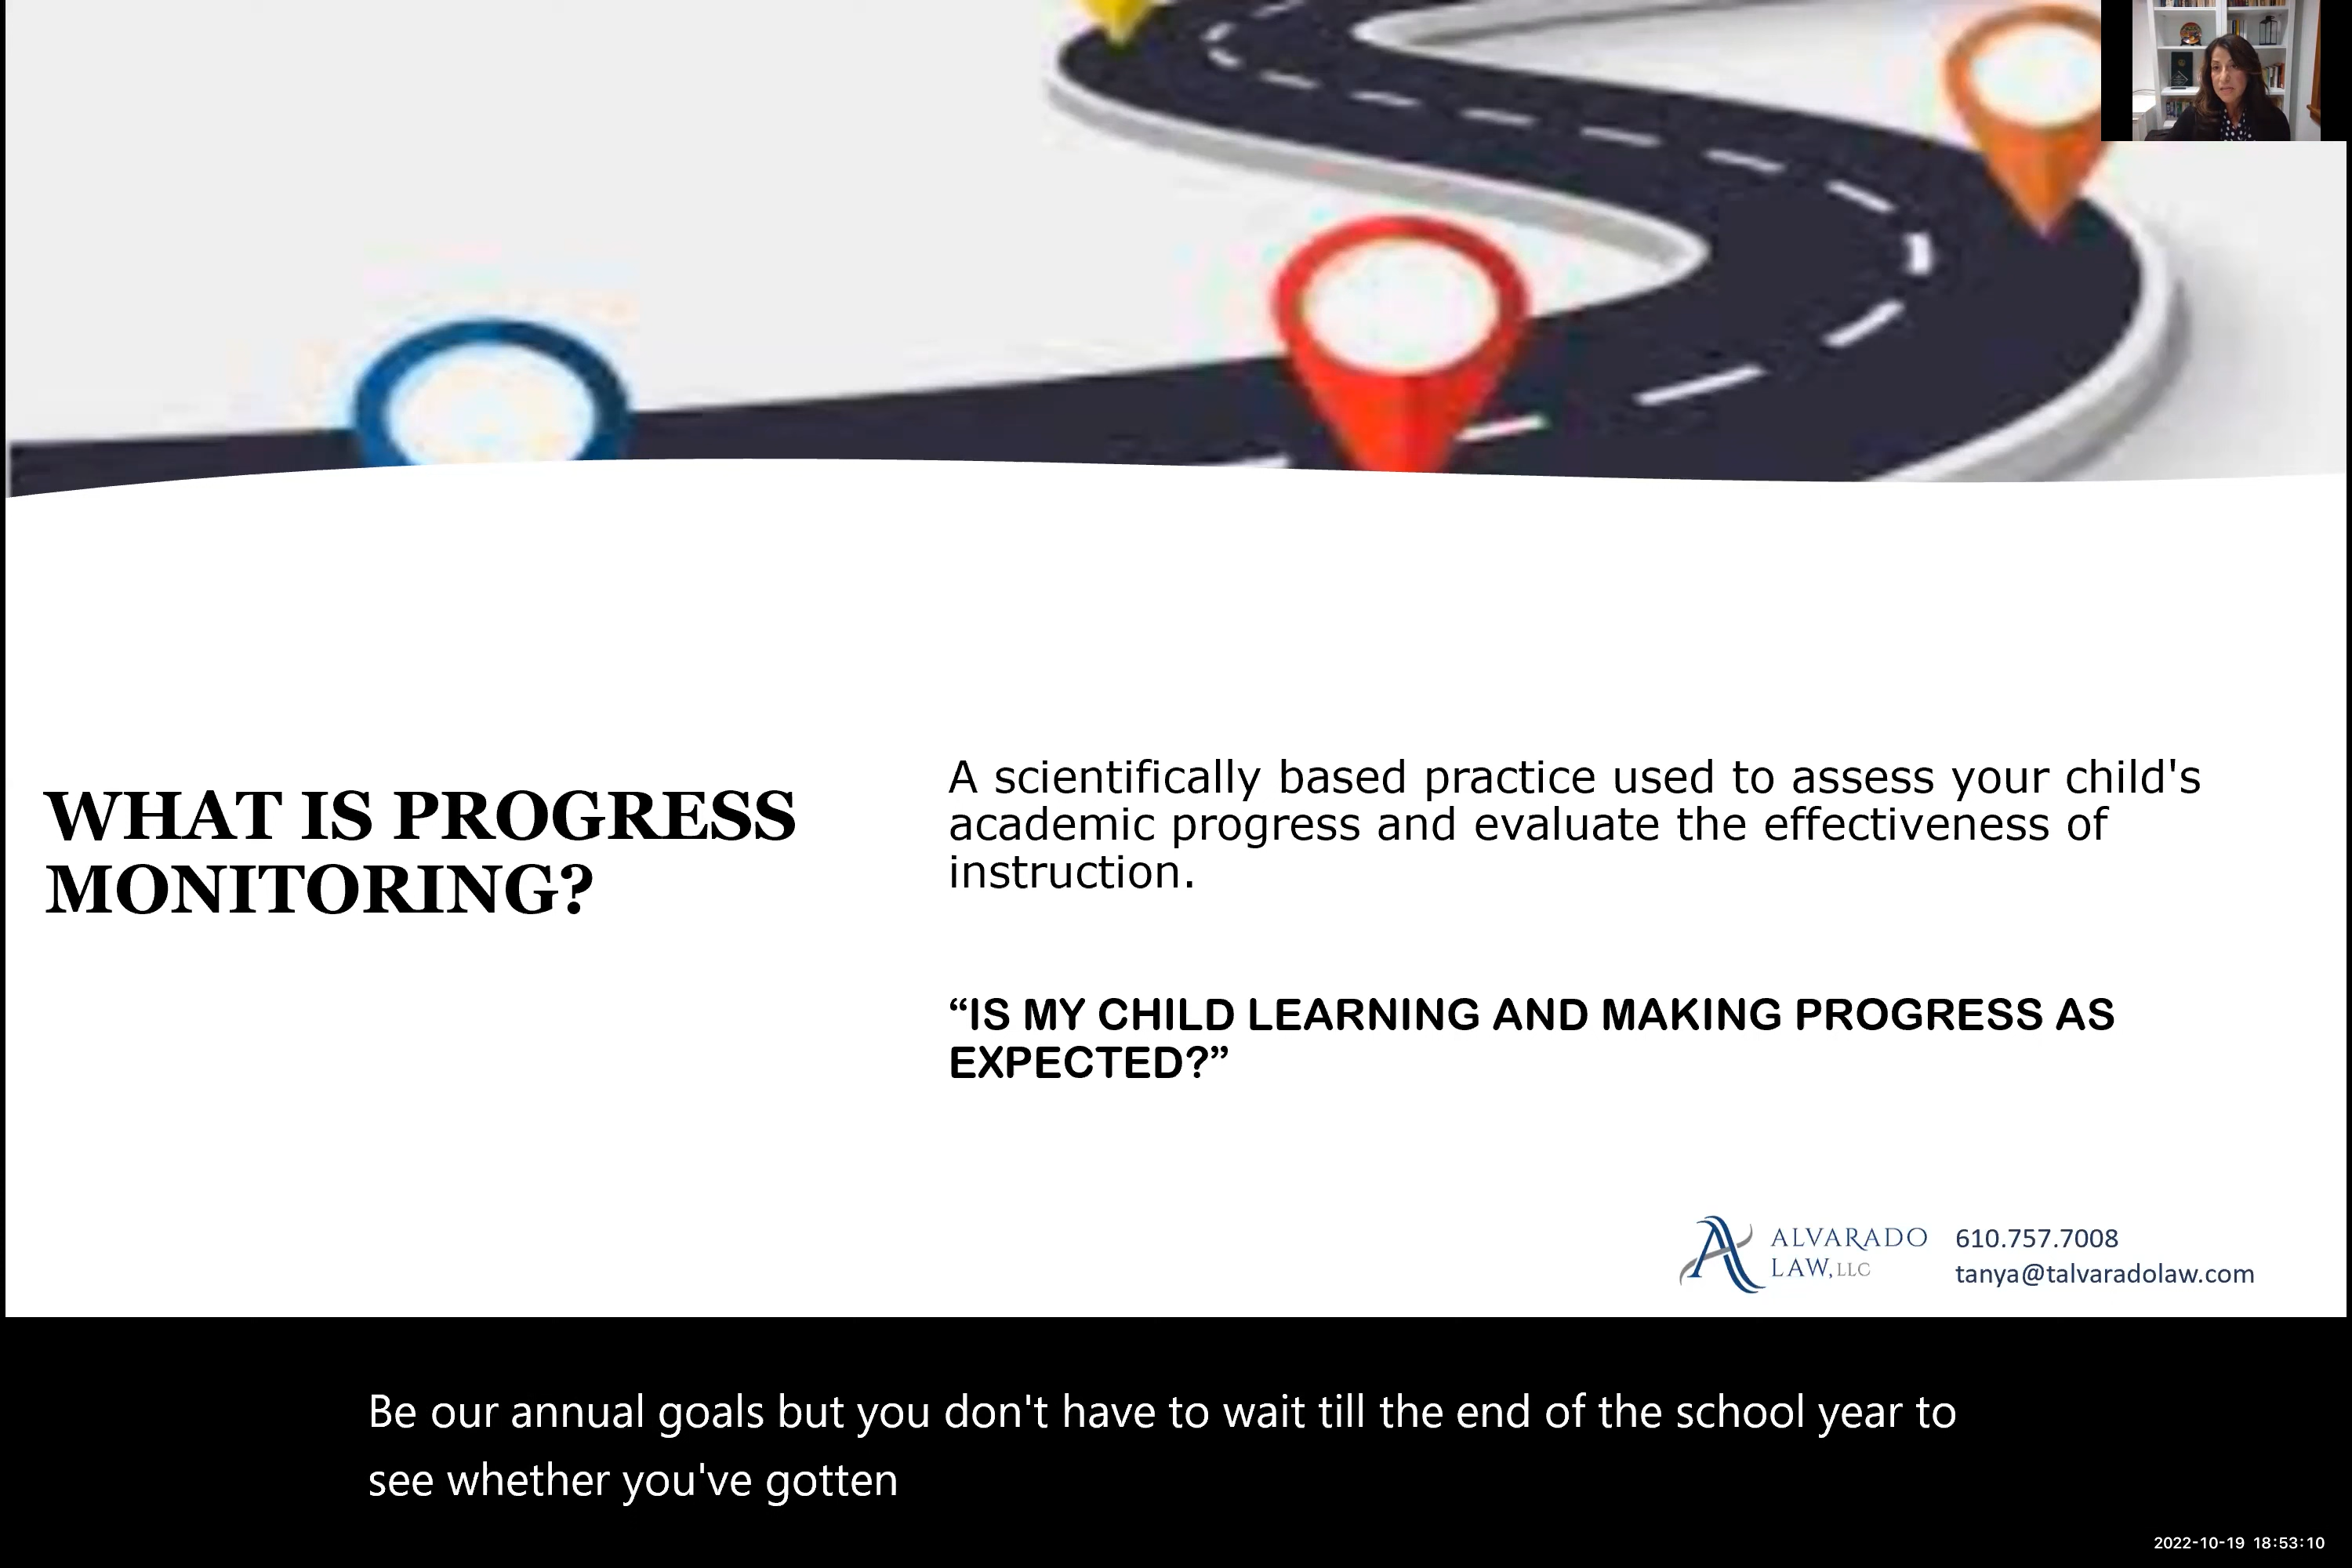 WHAT IS PROGRESS
MONITORING?
A scientifically based practice used to assess your child's
academic progress and evaluate the effectiveness of
instruction.
“IS MY CHILD LEARNING AND MAKING PROGRESS AS
EXPECTED?”
ALVARADO
LAW, LLC
610.757.7008
tanya@talvaradolaw.com
Be our annual goals but you don't have to wait till the end of the school year to
see whether you've gotten
2022-10-19 18:53:10